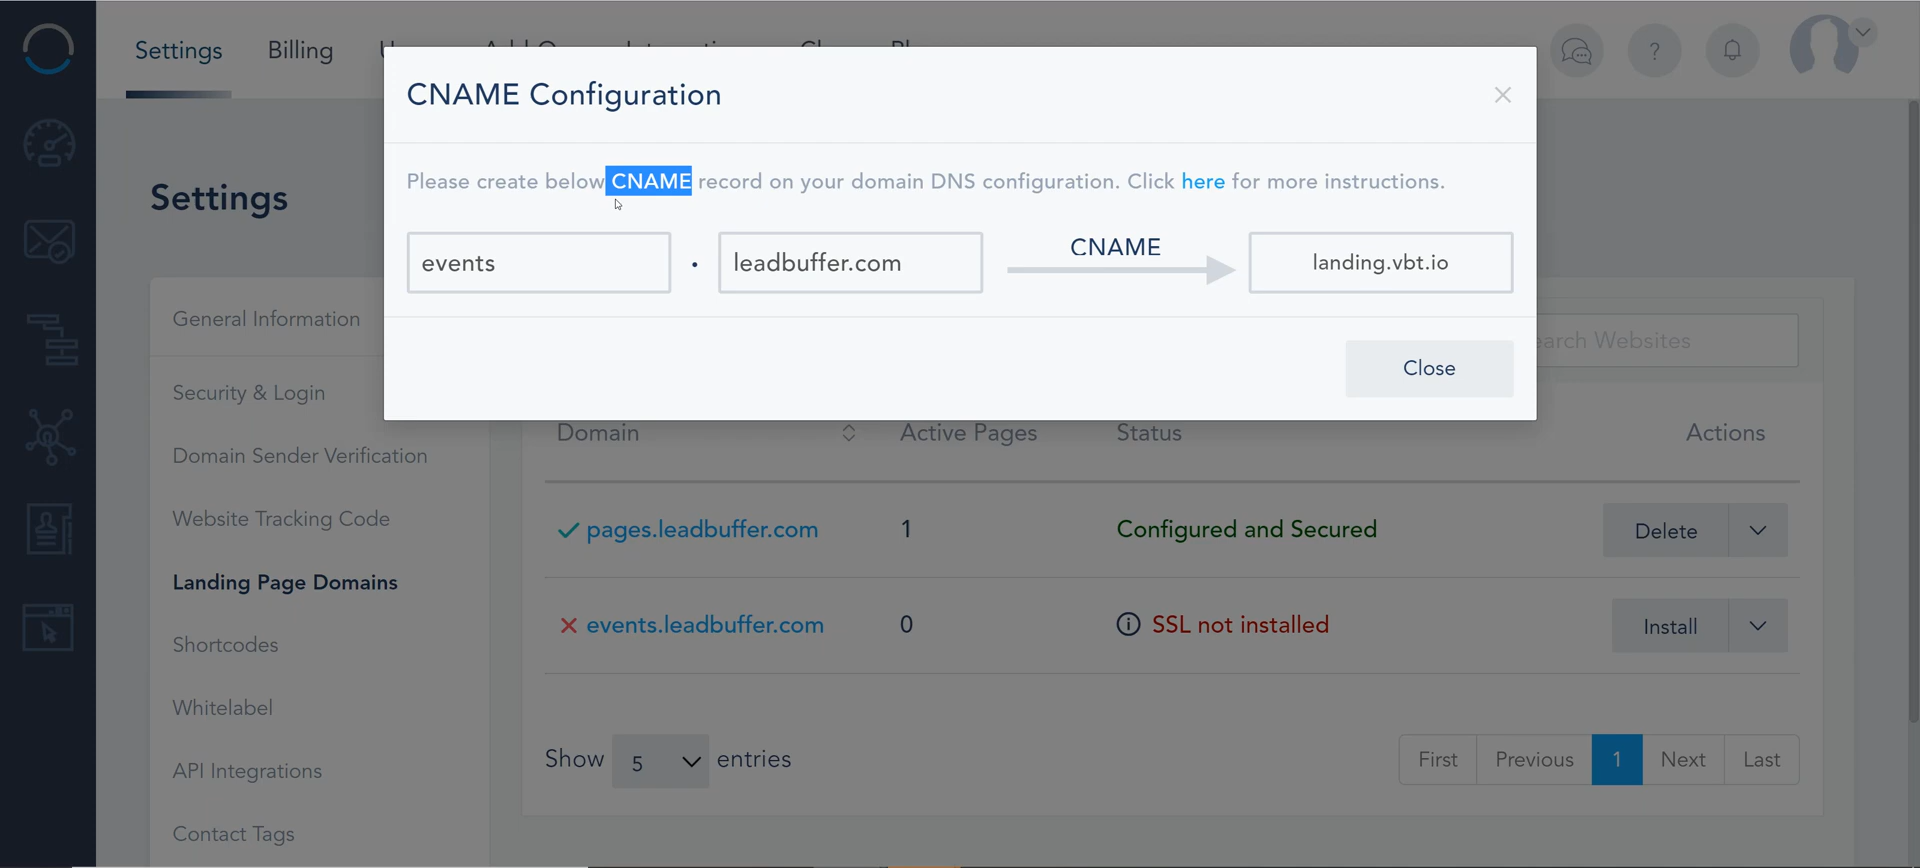 Settings Billing
CNAME Configuration
Please create below CNAME record on your domain DNS configuration. Click here for more instructions.
events . leadbuffer.com CNAME landing.vbt.io
Close
Settings
General Information
Security & Login
Domain Sender Verification
Website Tracking Code
Landing Page Domains
Shortcodes
Whitelabel
API Integrations
Contact Tags
Websites
Domain Active Pages Status Actions
pages.leadbuffer.com 1 Configured and Secured Delete
events.leadbuffer.com 0 SSL not installed Install
Show 5 entries
First Previous 1 Next Last